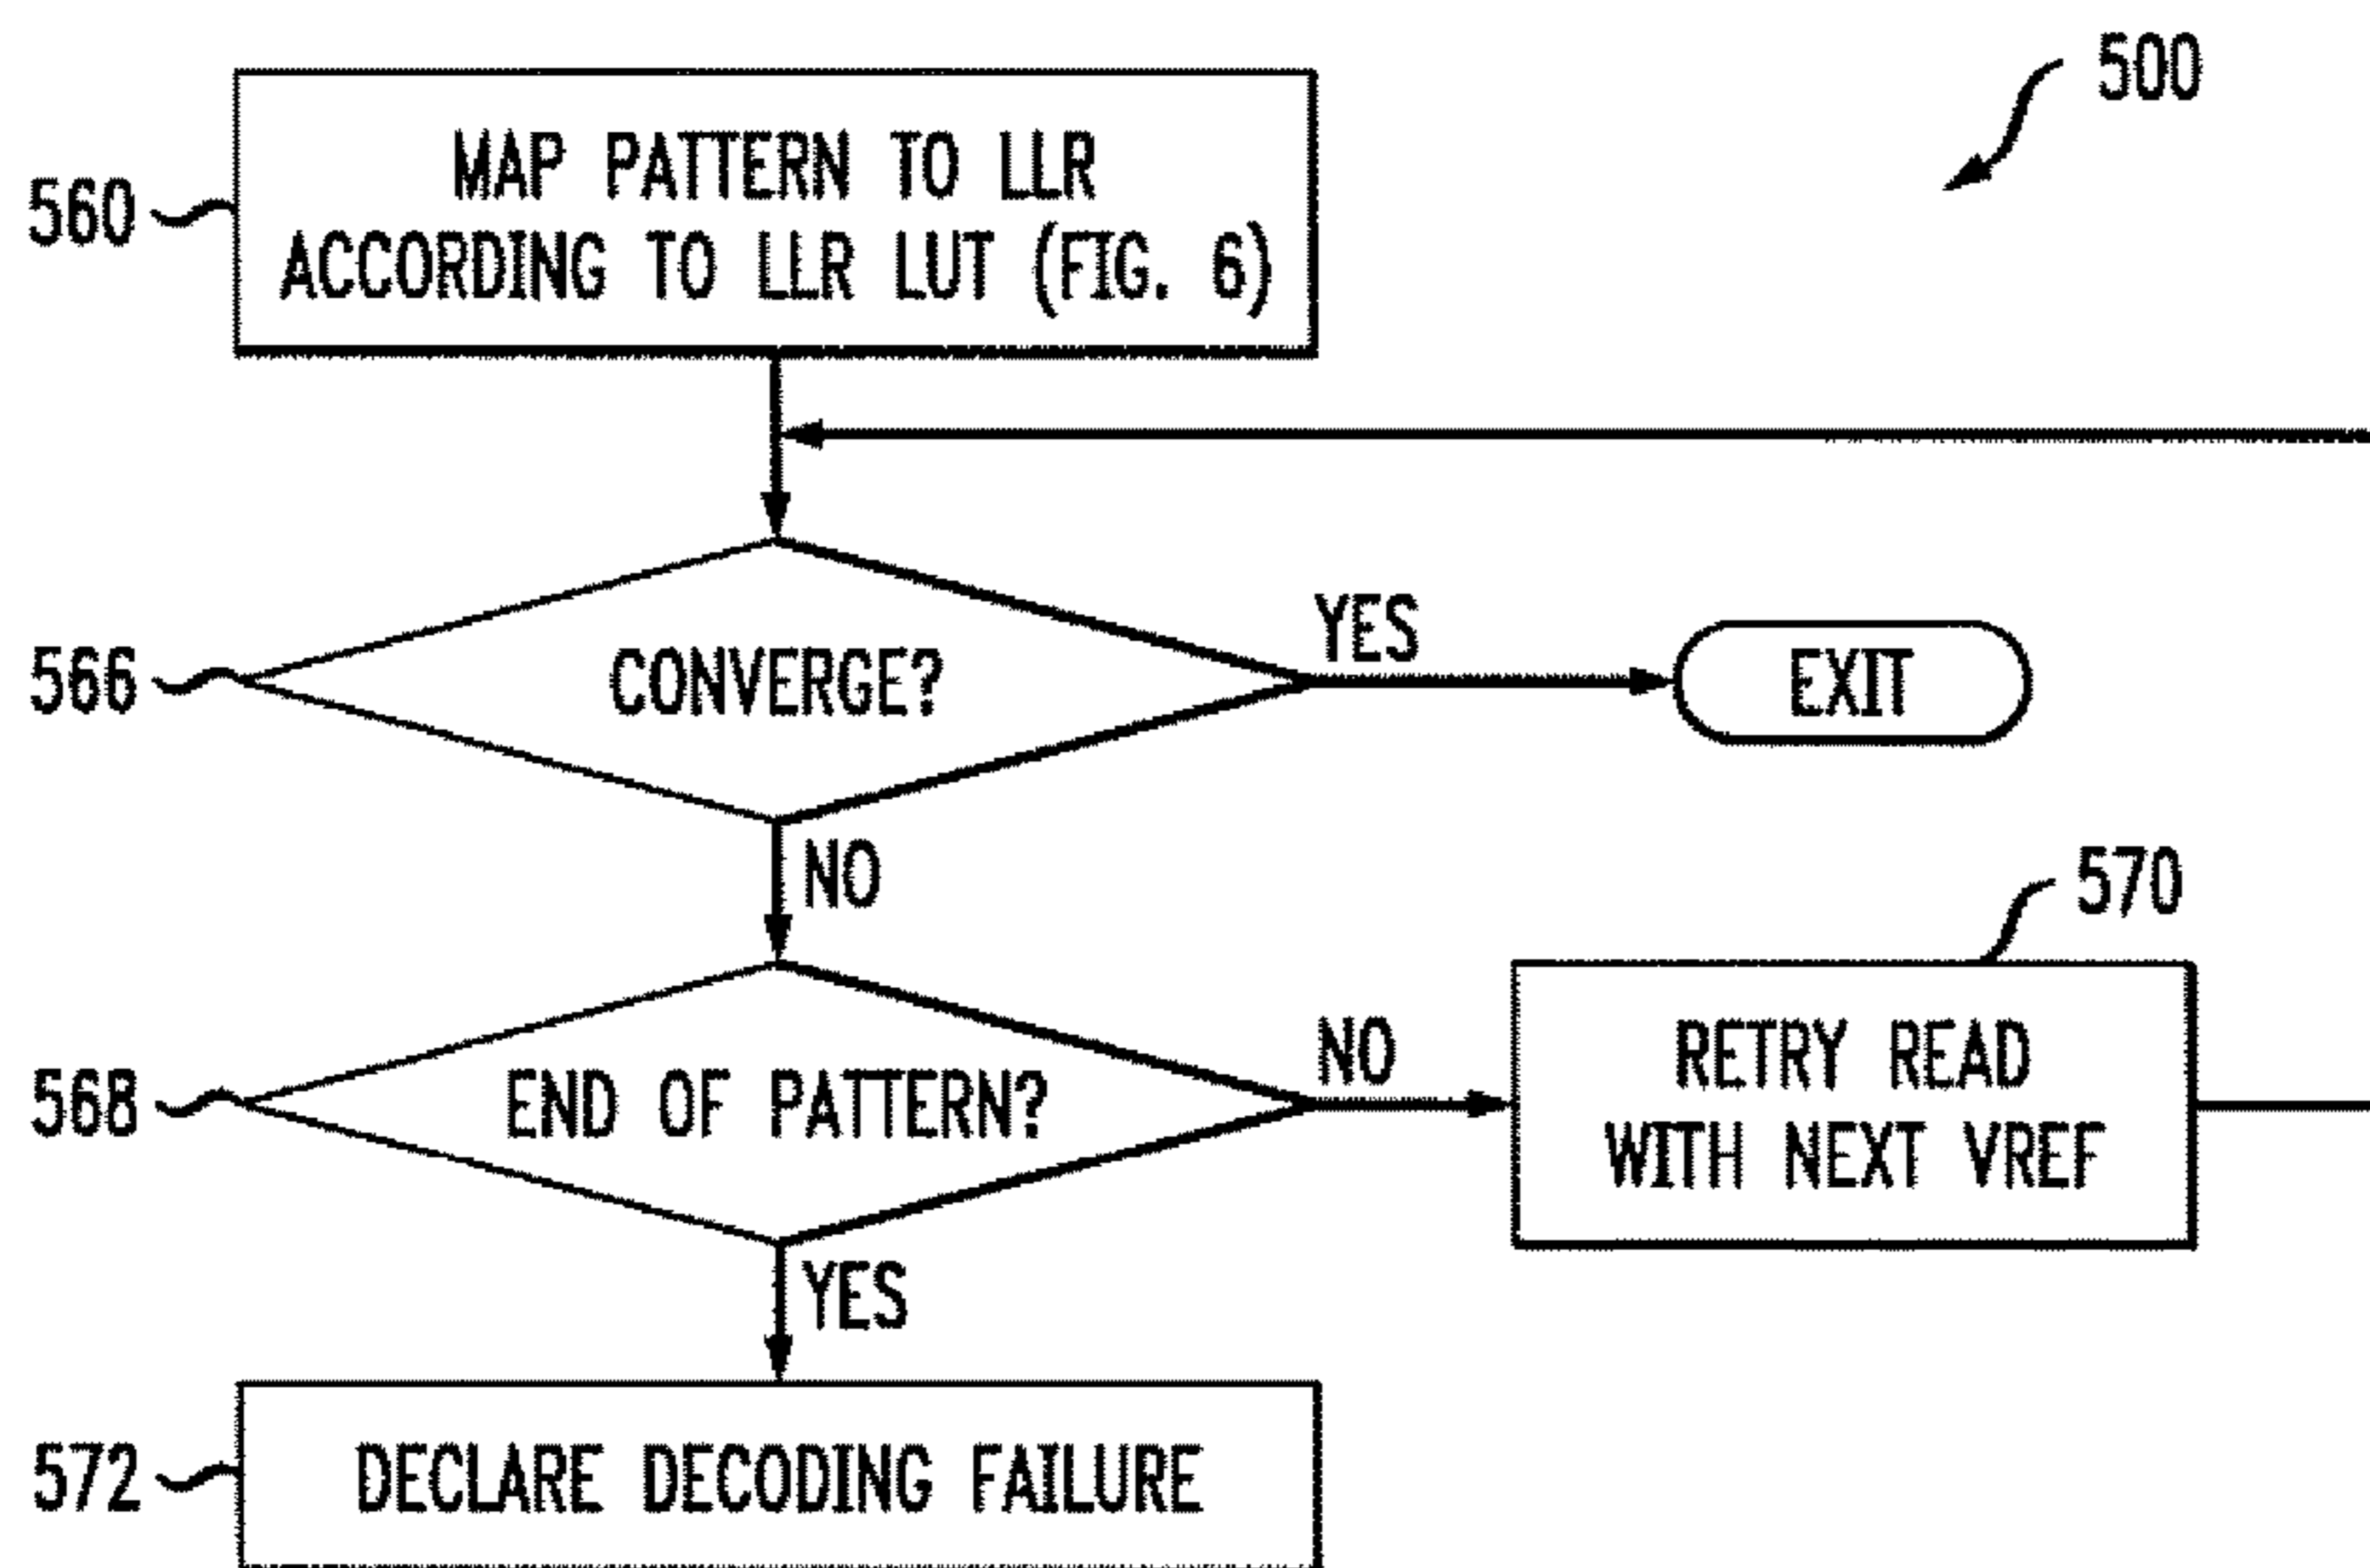 500
560
MAP PATTERN TO LLR
ACCORDING TO LLR LUT (FIG. 6)
566
CONVERGE?
YES
EXIT
NO
570
568
END OF PATTERN?
NO
RETRY READ
WITH NEXT VREF
YES
572
DECLARE DECODING FAILURE